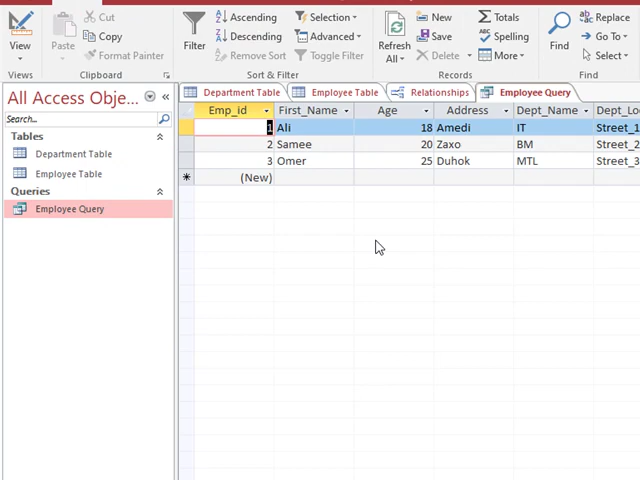 View
Paste
Cut
Copy
Format Painter
Filter
Ascending
Descending
Remove Sort
Selection
Advanced
Toggle Filter
Refresh
All
New
Save
Delete
Totals
Spelling
More
Find
Replace
Go To
Select
Views
Clipboard
Sort & Filter
Records
Find
All Access Obje...
Search...
Tables
Department Table
Employee Table
Queries
Employee Query
Department Table Employee Table Relationships Employee Query
Emp_id First_Name Age Address Dept_Name Dept_Lo
1 Ali 18 Amedi IT Street_1
2 Samee 20 Zaxo BM Street_2
3 Omer 25 Duhok MTL Street_3
(New)